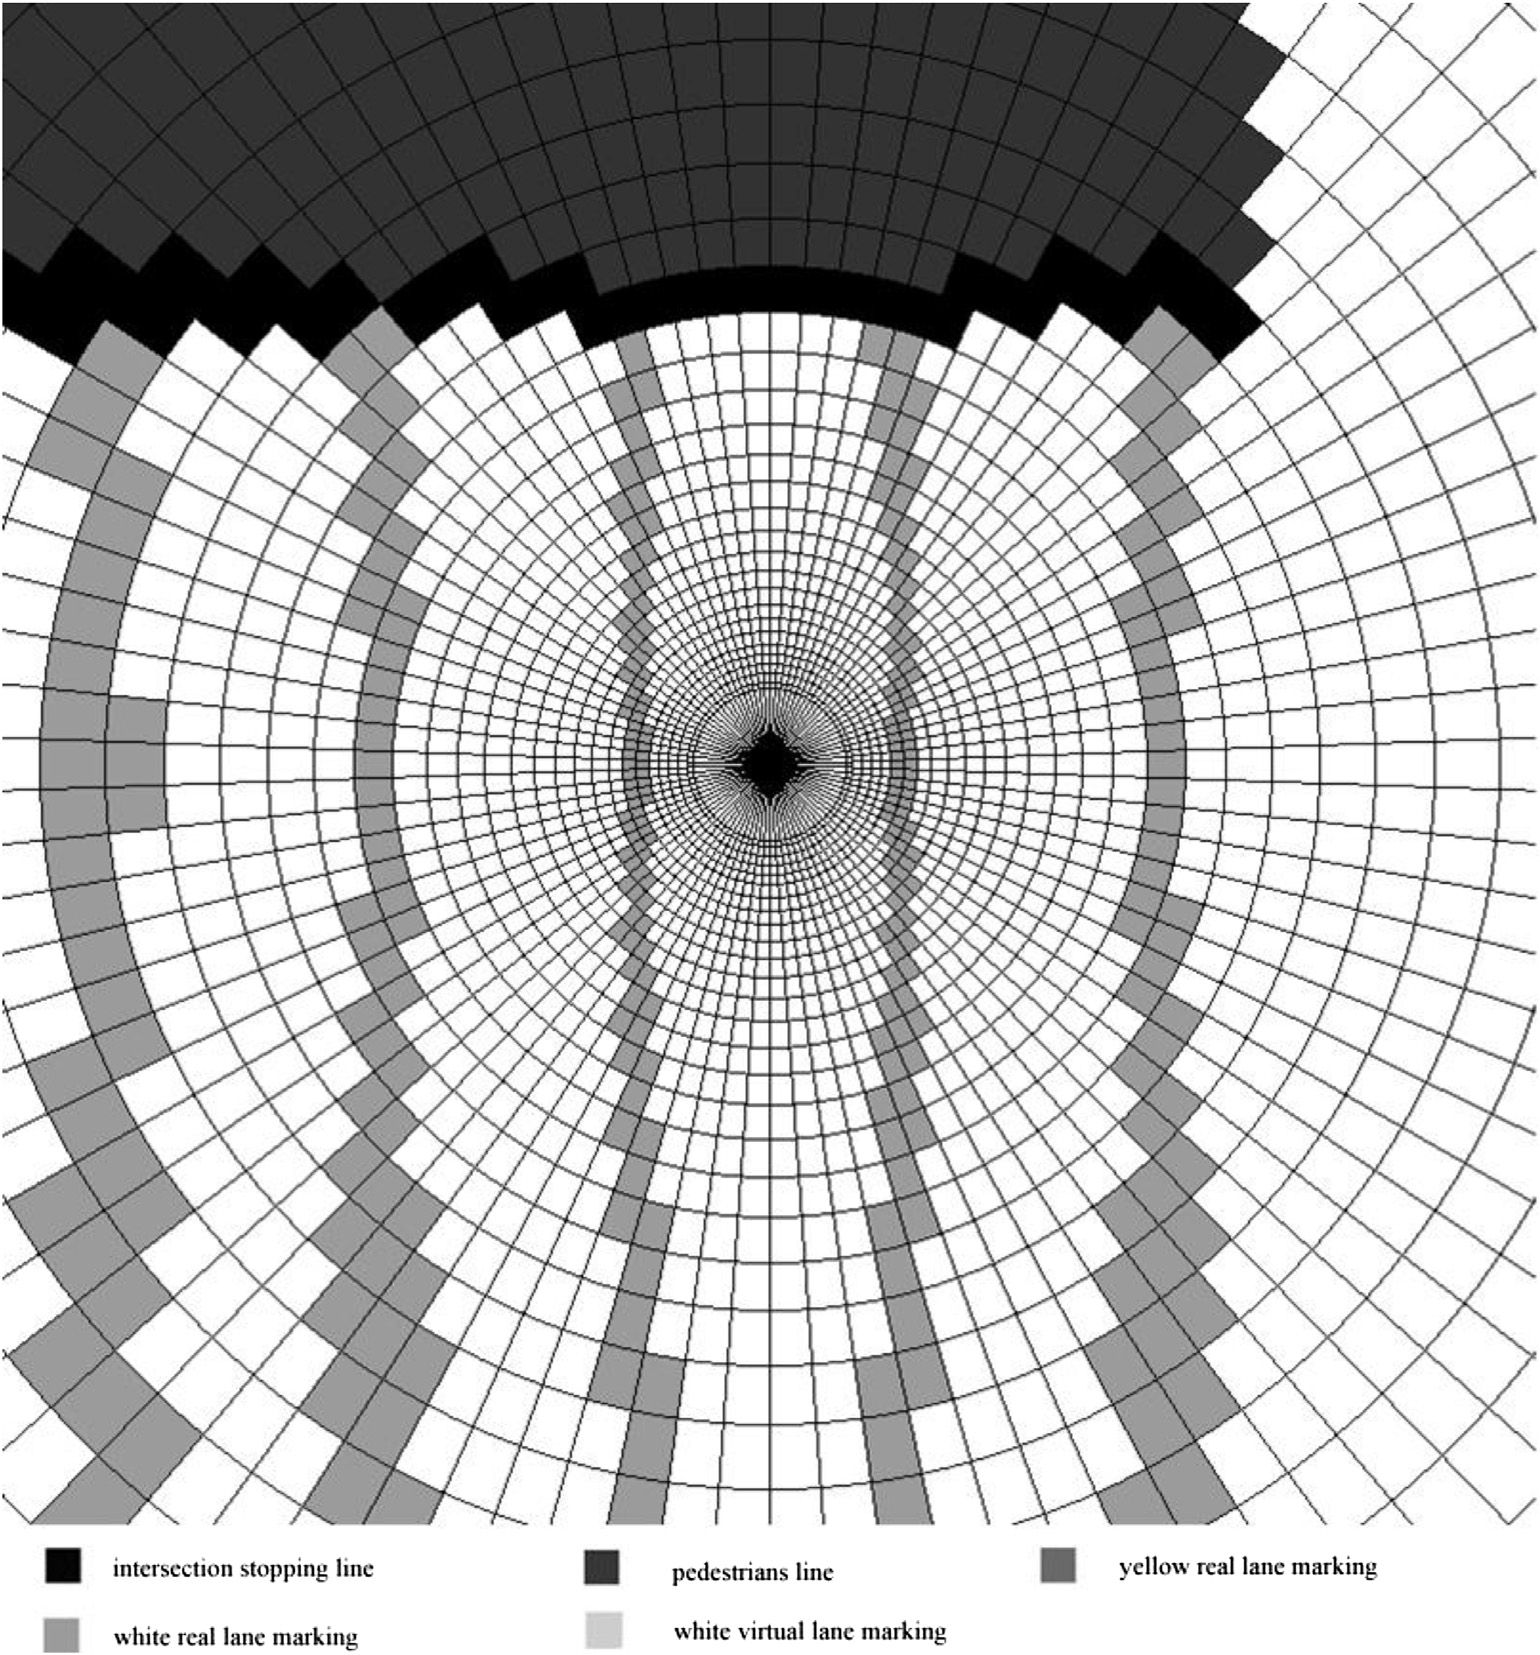 intersection stopping line
pedestrians line
yellow real lane marking
white real lane marking
white virtual lane marking